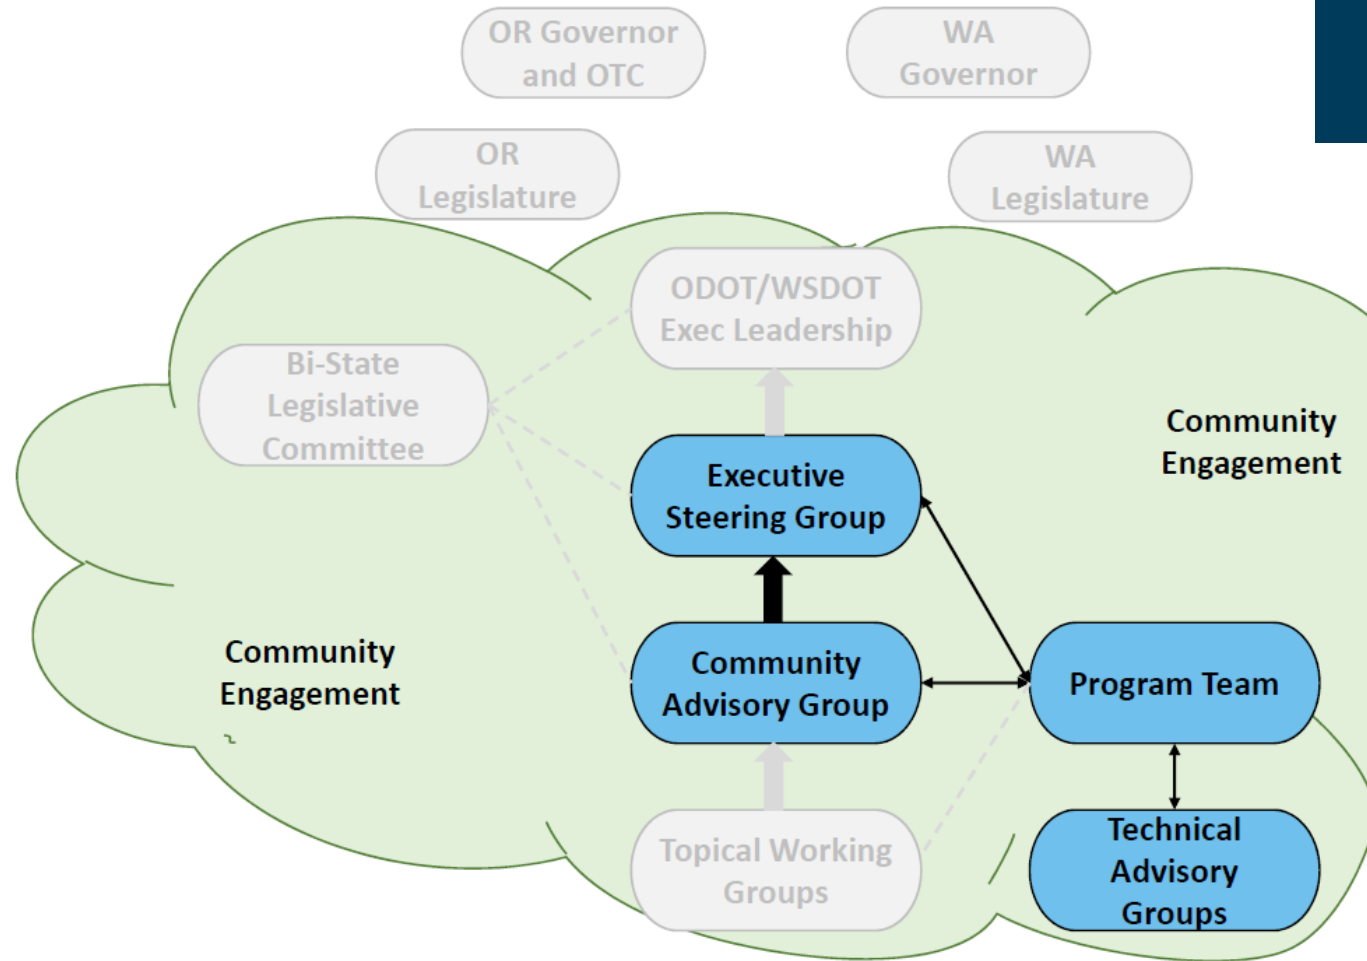 OR Governor
and OTC
WA
Governor
OR
Legislature
WA
Legislature
ODOT/WSDOT
Exec Leadership
Bi-State
Legislative
Committee
Community
Engagement
Executive
Steering Group
Community
Engagement
Community
Advisory Group
Program Team
Topical Working
Groups
Technical
Advisory
Groups